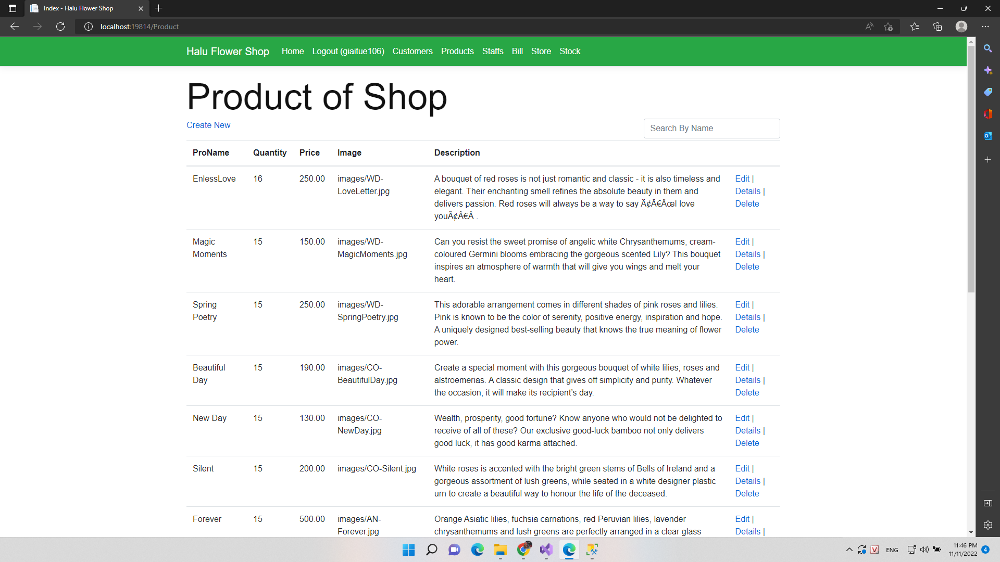 Index - Halu Flower Shop
localhost:19814/Product
Halu Flower Shop Home Logout (giaitue106) Customers Products Staffs Bill Store Stock
Product of Shop
Create New
Search By Name
ProName Quantity Price Image Description
EnlessLove 16 250.00 images/WD- A bouquet of red roses is not just romantic and classic - it is also timeless and Edit |
LoveLetter.jpg elegant. Their enchanting smell refines the absolute beauty in them and Details |
delivers passion. Red roses will always be a way to say Ã¢Â€ÂœI love Delete
youÃ¢Â€Â .
Magic 15 150.00 images/WD- Can you resist the sweet promise of angelic white Chrysanthemums, cream- Edit |
Moments MagicMoments.jpg coloured Germini blooms embracing the gorgeous scented Lily? This bouquet Details |
inspires an atmosphere of warmth that will give you wings and melt your Delete
heart.
Spring 15 250.00 images/WD- This adorable arrangement comes in different shades of pink roses and lilies. Edit |
Poetry SpringPoetry.jpg Pink is known to be the color of serenity, positive energy, inspiration and hope. Details |
A uniquely designed best-selling beauty that knows the true meaning of flower Delete
power.
Beautiful 15 190.00 images/CO- Create a special moment with this gorgeous bouquet of white lilies, roses and Edit |
Day BeautifulDay.jpg alstroemerias. A classic design that gives off simplicity and purity. Whatever Details |
the occasion, it will make its recipient’s day. Delete
New Day 15 130.00 images/CO- Wealth, prosperity, good fortune? Know anyone who would not be delighted to Edit |
NewDay.jpg receive of all of these? Our exclusive good-luck bamboo not only delivers Details |
good luck, it has good karma attached. Delete
Silent 15 200.00 images/CO-Silent.jpg White roses is accented with the bright green stems of Bells of Ireland and a Edit |
gorgeous assortment of lush greens, while seated in a white designer plastic Details |
urn to create a beautiful way to honour the life of the deceased. Delete
Forever 15 500.00 images/AN- Orange Asiatic lilies, fuchsia carnations, red Peruvian lilies, lavender Edit |
Forever.jpg chrysanthemums and lush greens are perfectly arranged in a clear glass Details |
ENG
11:46 PM
11/11/2022
4